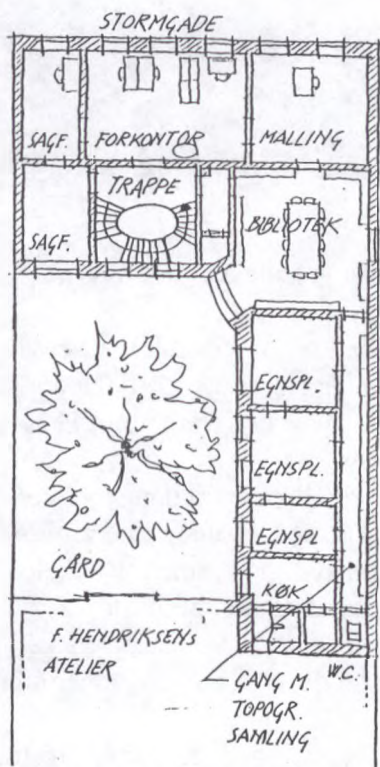 STORMGADE
SAGF.
FORKONTOR
MALLING
TRAPPE
SAGF.
BIBLIOTEK
EGNSPL.
EGNSPL.
EGNSPL
GÅRD
KØK.
F. HENDRIKSENS
ATELIER
W.C.
GANG M.
TOPOGR.
SAMLING